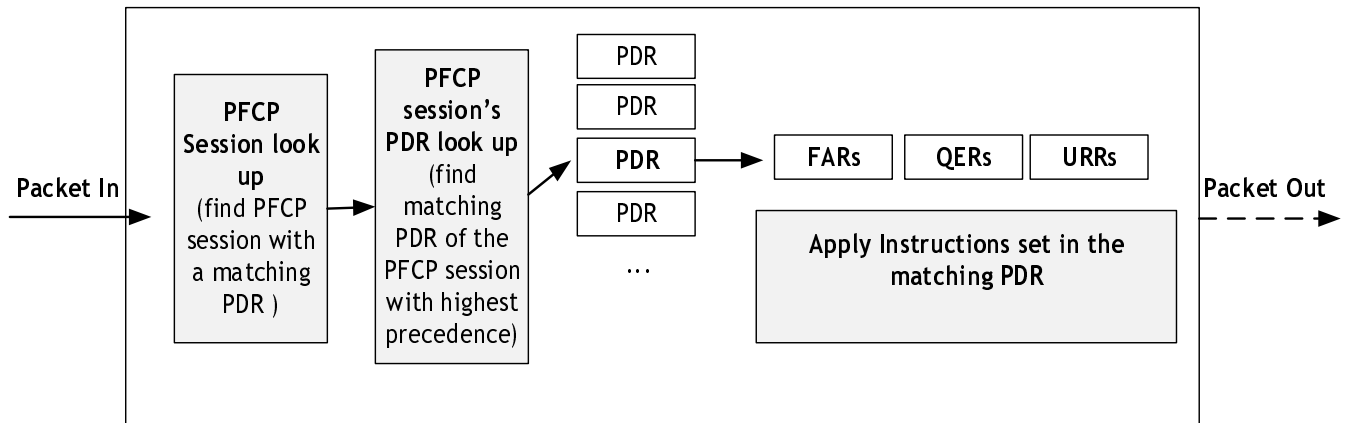 Packet In
PFCP
Session look
up
(find PFCP
session with
a matching
PDR )
PFCP
session’s
PDR look up
(find
matching
PDR of the
PFCP session
with highest
precedence)
PDR
PDR
PDR
PDR
...
FARs
QERs
URRs
Apply Instructions set in the
matching PDR
Packet Out